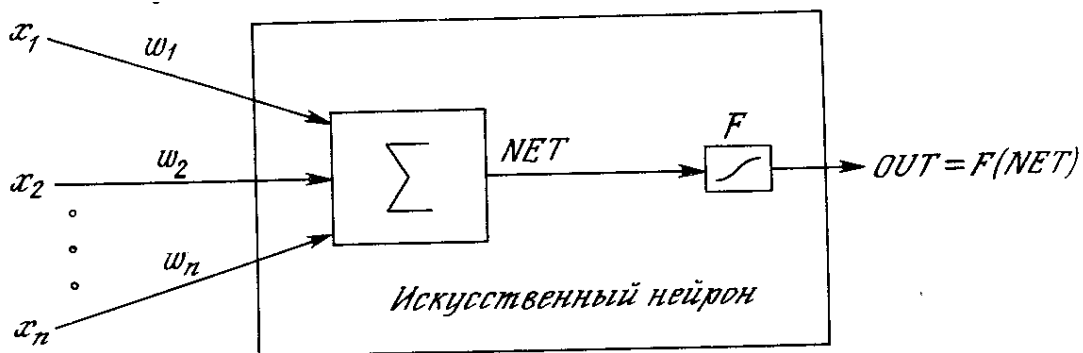 x₁
w₁
F
NET
w₂
Σ
OUT = F(NET)
x₂
wₙ
Искусственный нейрон
xₙ